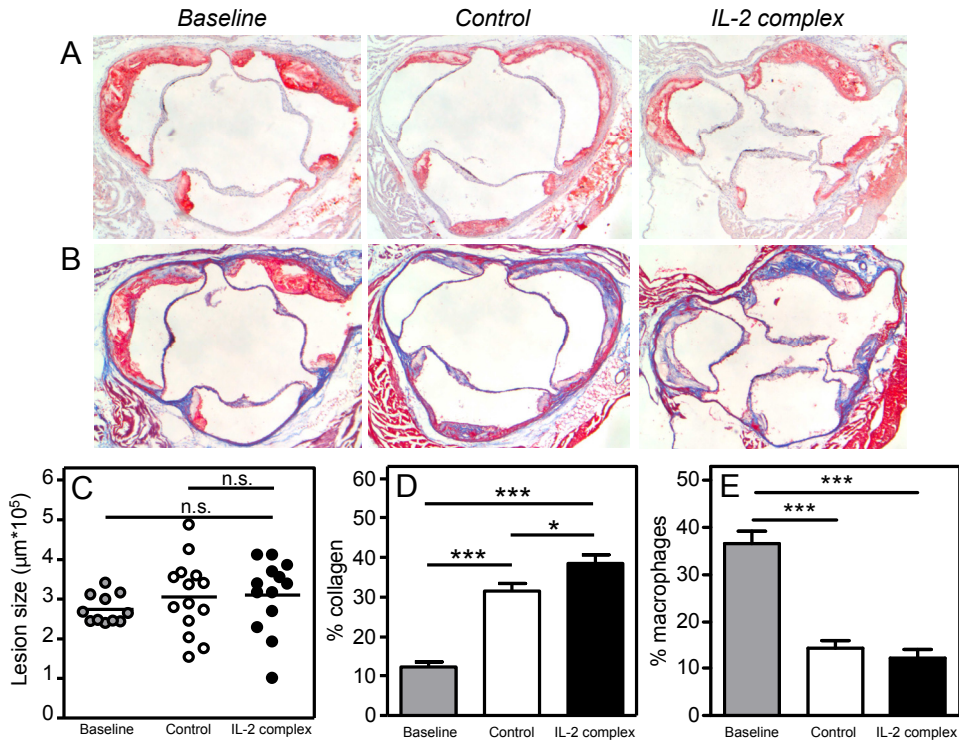 Baseline Control IL-2 complex
A
B
C
Lesion size (µm*10⁵)
6
5
4
3
2
1
0
n.s.
n.s.
Baseline Control IL-2 complex
D
% collagen
60
50
40
30
20
10
0
***
***
*
Baseline Control IL-2 complex
E
% macrophages
50
40
30
20
10
0
***
***
Baseline Control IL-2 complex